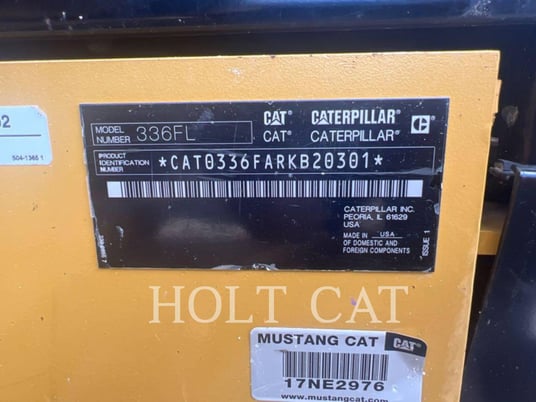 52
504-1365 1
MODEL NUMBER 336FL
CAT® CATERPILLAR®
CAT® CATERPILLAR®
PRODUCT IDENTIFICATION NUMBER *CAT0336FARKB20301*
CATERPILLAR INC.
PEORIA, IL 61629
USA
MADE IN USA
OF DOMESTIC AND
FOREIGN COMPONENTS
ISSUE 1
HOLT CAT
MUSTANG CAT CAT
17NE2976
www.mustangcat.com